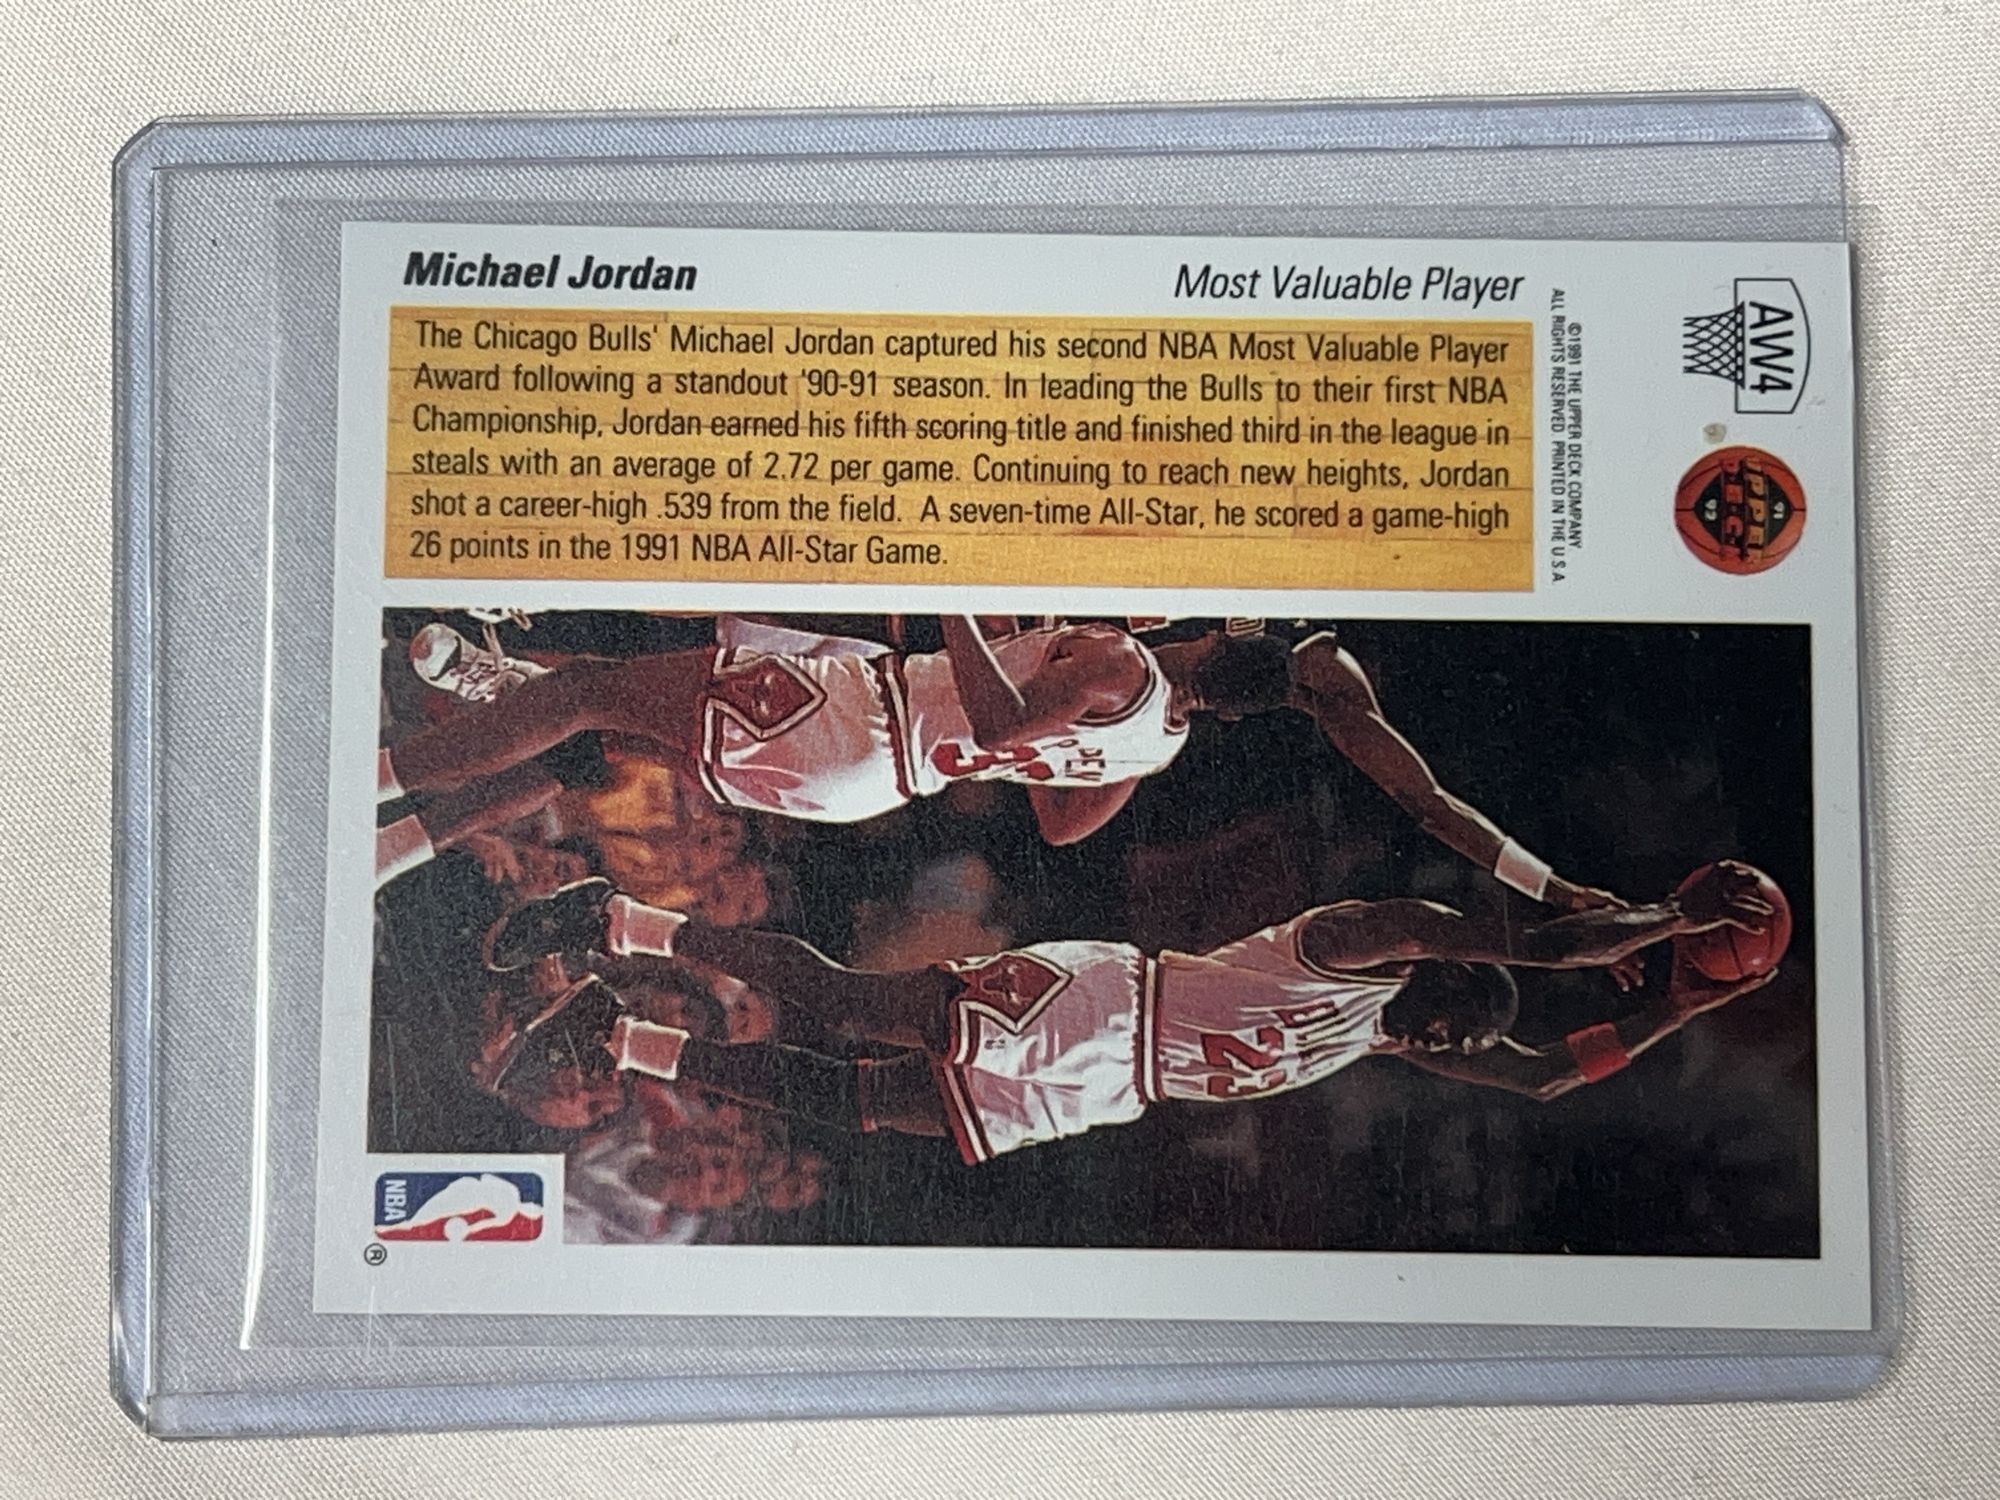 Michael Jordan
Most Valuable Player
The Chicago Bulls' Michael Jordan captured his second NBA Most Valuable Player
Award following a standout '90-91 season. In leading the Bulls to their first NBA
Championship, Jordan earned his fifth scoring title and finished third in the league in
steals with an average of 2.72 per game. Continuing to reach new heights, Jordan
shot a career-high .539 from the field. A seven-time All-Star, he scored a game-high
26 points in the 1991 NBA All-Star Game.
©1991 THE UPPER DECK COMPANY
ALL RIGHTS RESERVED. PRINTED IN THE U.S.A.
AW4
UPPER
DECK
91
92
23
NBA
®